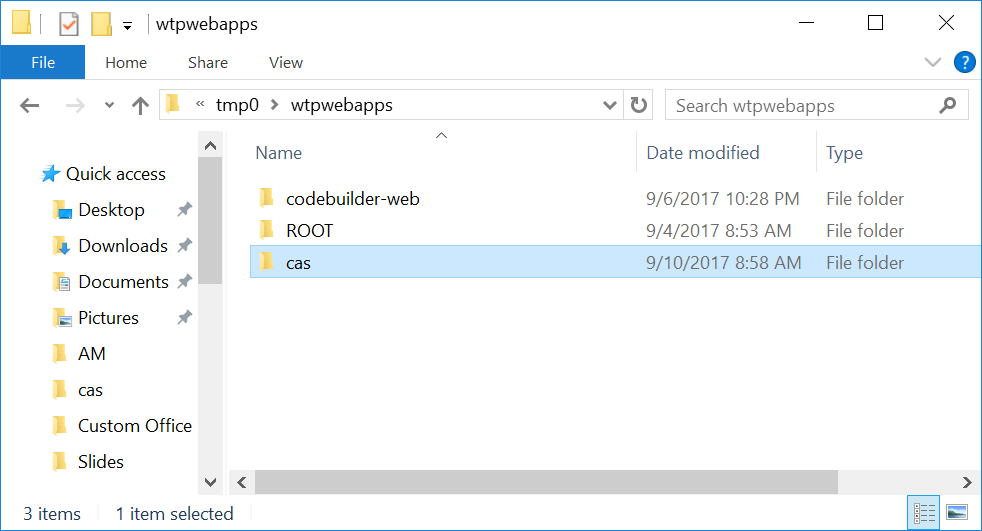 wtpwebapps
File Home Share View ?
« tmp0 > wtpwebapps Search wtpwebapps
Name Date modified Type
Quick access
Desktop
Downloads
Documents
Pictures
AM
cas
Custom Office
Slides
codebuilder-web 9/6/2017 10:28 PM File folder
ROOT 9/4/2017 8:53 AM File folder
cas 9/10/2017 8:58 AM File folder
3 items 1 item selected